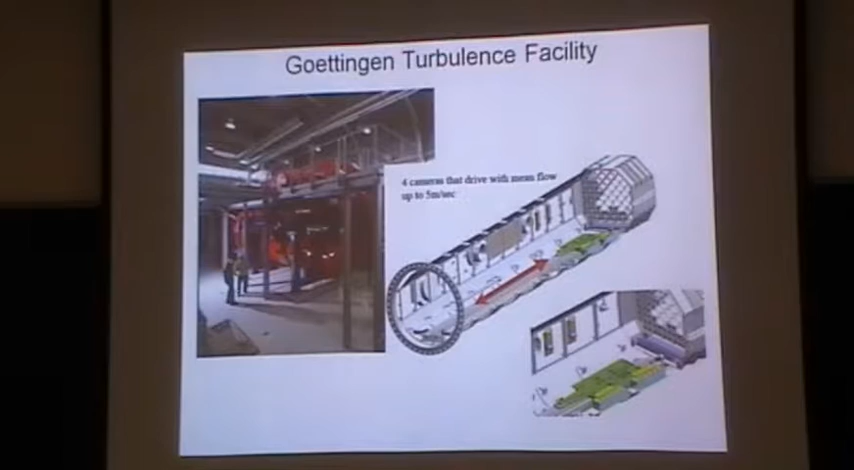 Goettingen Turbulence Facility
4 cameras that drive with mean flow
up to 5m/sec